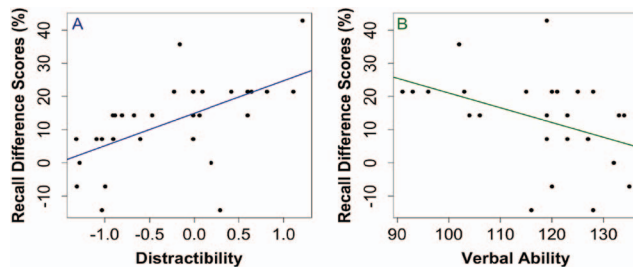 A
B
Recall Difference Scores (%)
40
30
20
10
0
-10
-1.0 -0.5 0.0 0.5 1.0
Distractibility
Recall Difference Scores (%)
40
30
20
10
0
-10
90 100 110 120 130
Verbal Ability